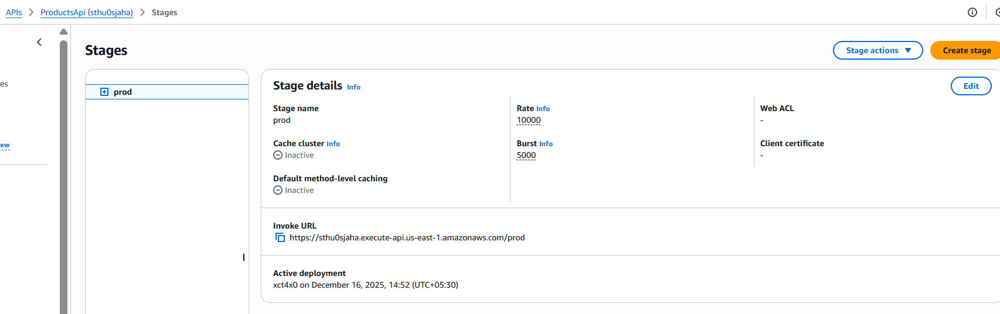 APIs > ProductsApi (sthu0sjaha) > Stages
es
ew
Stages
Stage actions
Create stage
prod
Stage details Info
Edit
Stage name
prod
Rate Info
10000
Web ACL
-
Cache cluster Info
Inactive
Burst Info
5000
Client certificate
-
Default method-level caching
Inactive
Invoke URL
https://sthu0sjaha.execute-api.us-east-1.amazonaws.com/prod
Active deployment
xct4x0 on December 16, 2025, 14:52 (UTC+05:30)